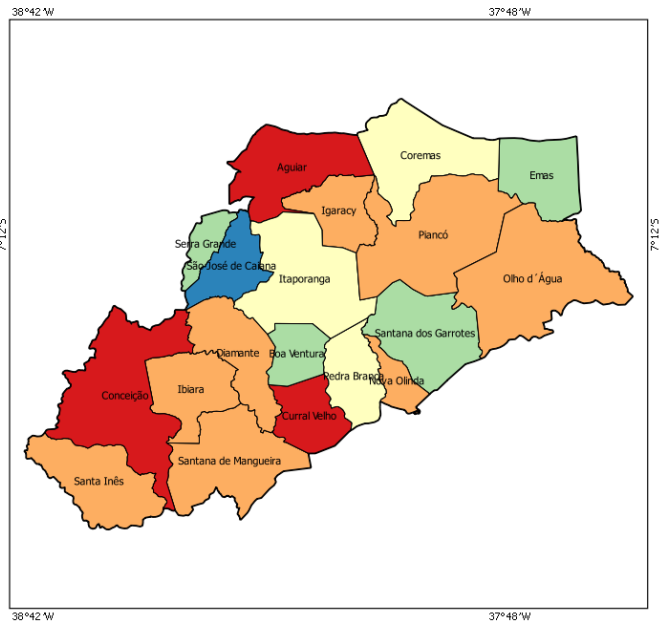 38°42'W 37°48'W
7°12'S 7°12'S
Coremas
Aguiar
Emas
Igaracy
Piancó
Serra Grande
São José de Caiana
Itaporanga
Olho d´Água
Santana dos Garrotes
Diamante
Boa Ventura
Pedra Branca
Nova Olinda
Ibiara
Conceição
Curral Velho
Santana de Mangueira
Santa Inês
38°42'W 37°48'W